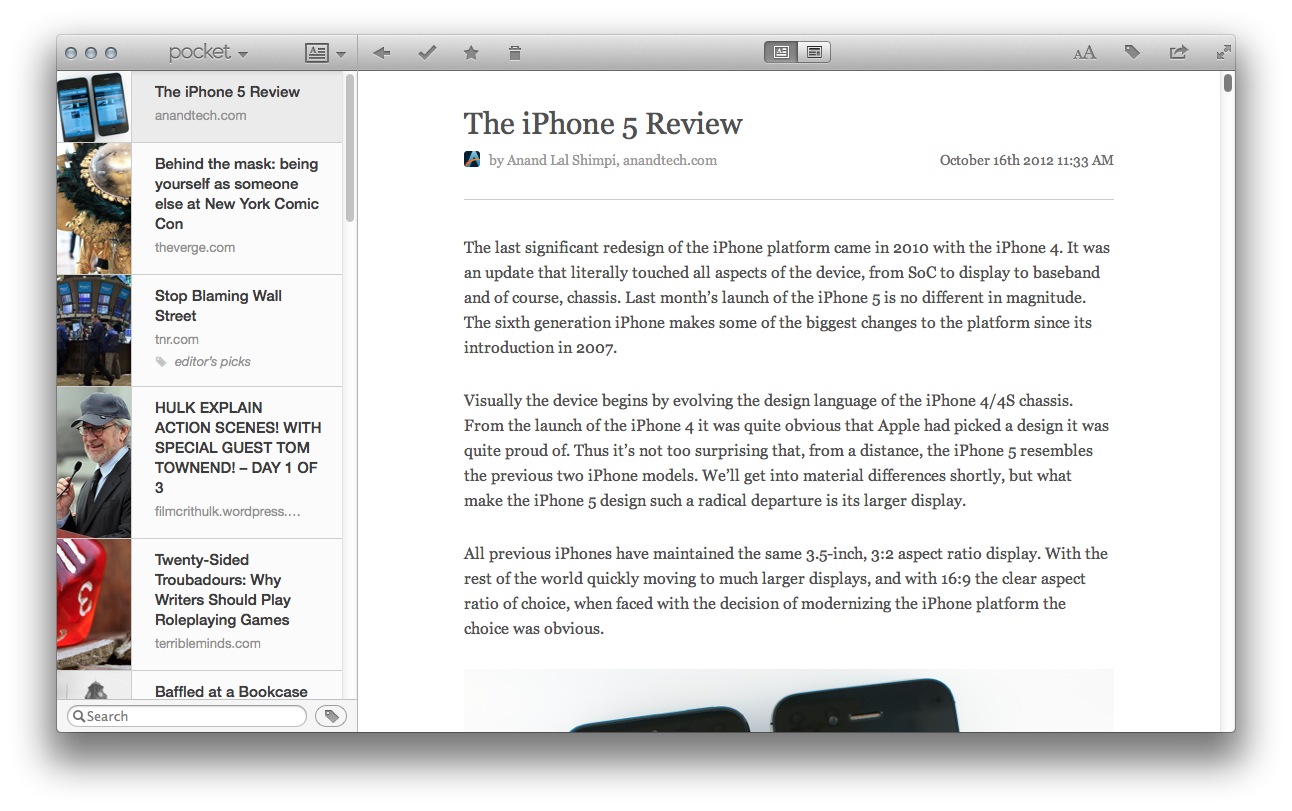 pocket
AA
The iPhone 5 Review
anandtech.com
Behind the mask: being
yourself as someone
else at New York Comic
Con
theverge.com
Stop Blaming Wall
Street
tnr.com
editor's picks
HULK EXPLAIN
ACTION SCENES! WITH
SPECIAL GUEST TOM
TOWNEND! – DAY 1 OF
3
filmcrithulk.wordpress....
Twenty-Sided
Troubadours: Why
Writers Should Play
Roleplaying Games
terribleminds.com
Baffled at a Bookcase
Search
The iPhone 5 Review
by Anand Lal Shimpi, anandtech.com
October 16th 2012 11:33 AM
The last significant redesign of the iPhone platform came in 2010 with the iPhone 4. It was
an update that literally touched all aspects of the device, from SoC to display to baseband
and of course, chassis. Last month's launch of the iPhone 5 is no different in magnitude.
The sixth generation iPhone makes some of the biggest changes to the platform since its
introduction in 2007.
Visually the device begins by evolving the design language of the iPhone 4/4S chassis.
From the launch of the iPhone 4 it was quite obvious that Apple had picked a design it was
quite proud of. Thus it's not too surprising that, from a distance, the iPhone 5 resembles
the previous two iPhone models. We'll get into material differences shortly, but what
make the iPhone 5 design such a radical departure is its larger display.
All previous iPhones have maintained the same 3.5-inch, 3:2 aspect ratio display. With the
rest of the world quickly moving to much larger displays, and with 16:9 the clear aspect
ratio of choice, when faced with the decision of modernizing the iPhone platform the
choice was obvious.